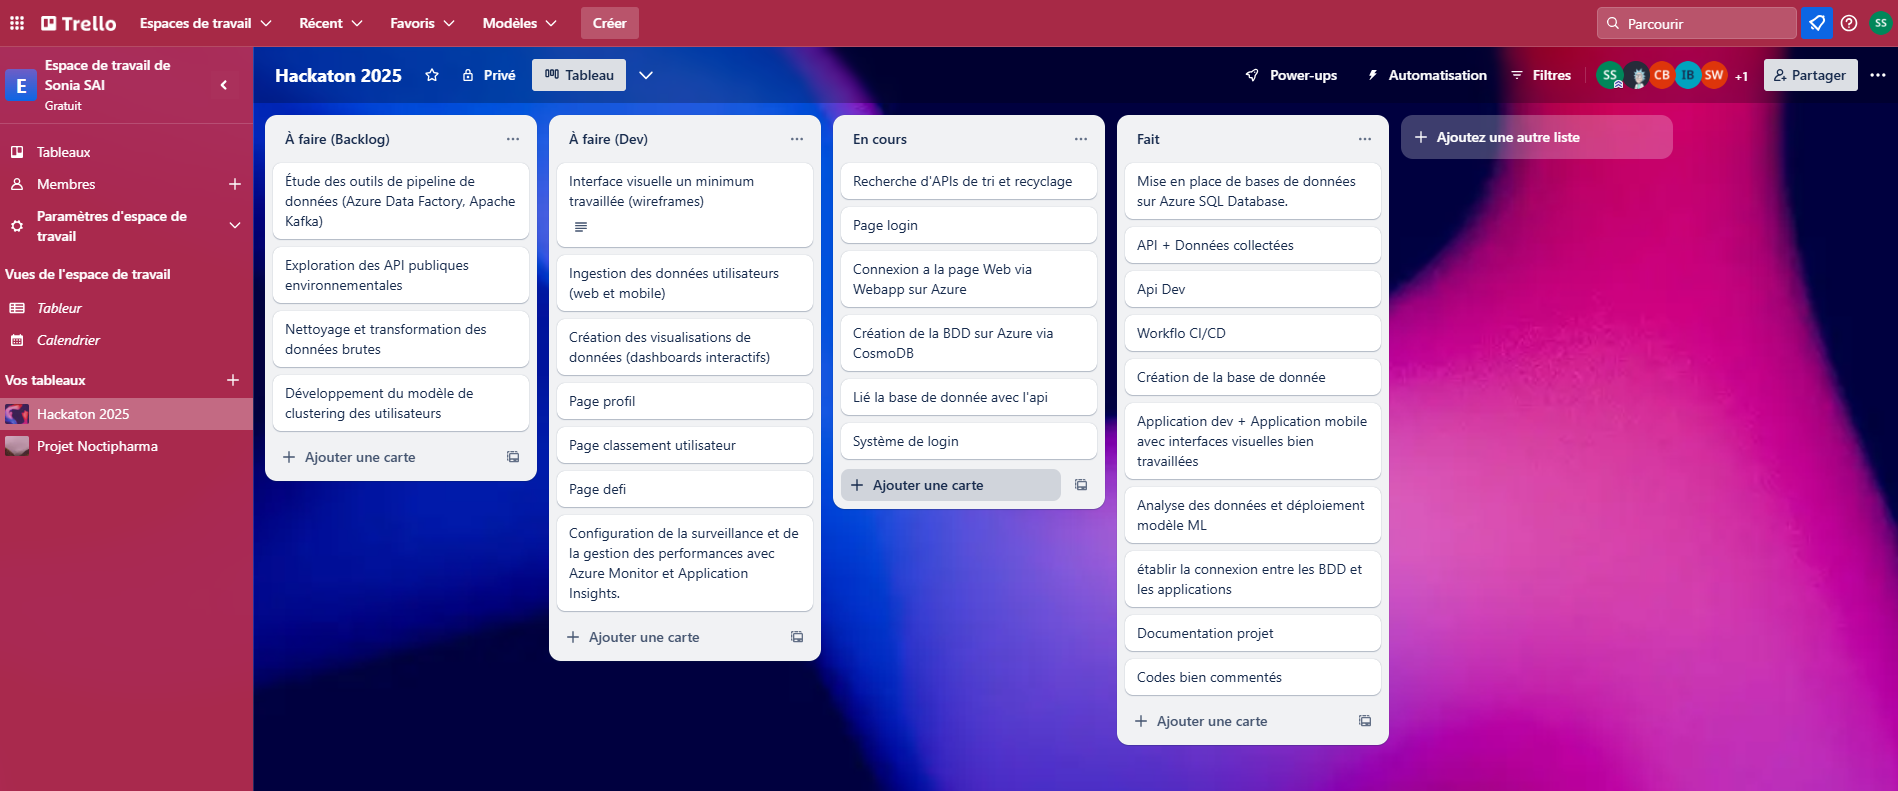 Trello
Espaces de travail
Récent
Favoris
Modèles
Créer
Parcourir
SS
E
Espace de travail de
Sonia SAI
Gratuit
Hackaton 2025
Privé
Tableau
Power-ups
Automatisation
Filtres
SS
CB
IB
SW
+1
Partager
Tableaux
Membres
Paramètres d'espace de
travail
Vues de l'espace de travail
Tableur
Calendrier
Vos tableaux
Hackaton 2025
Projet Noctipharma
À faire (Backlog)
Étude des outils de pipeline de
données (Azure Data Factory, Apache
Kafka)
Exploration des API publiques
environnementales
Nettoyage et transformation des
données brutes
Développement du modèle de
clustering des utilisateurs
Ajouter une carte
À faire (Dev)
Interface visuelle un minimum
travaillée (wireframes)
Ingestion des données utilisateurs
(web et mobile)
Création des visualisations de
données (dashboards interactifs)
Page profil
Page classement utilisateur
Page defi
Configuration de la surveillance et de
la gestion des performances avec
Azure Monitor et Application
Insights.
Ajouter une carte
En cours
Recherche d'APIs de tri et recyclage
Page login
Connexion a la page Web via
Webapp sur Azure
Création de la BDD sur Azure via
CosmoDB
Lié la base de donnée avec l'api
Système de login
Ajouter une carte
Fait
Mise en place de bases de données
sur Azure SQL Database.
API + Données collectées
Api Dev
Workflo CI/CD
Création de la base de donnée
Application dev + Application mobile
avec interfaces visuelles bien
travaillées
Analyse des données et déploiement
modèle ML
établir la connexion entre les BDD et
les applications
Documentation projet
Codes bien commentés
Ajouter une carte
Ajoutez une autre liste